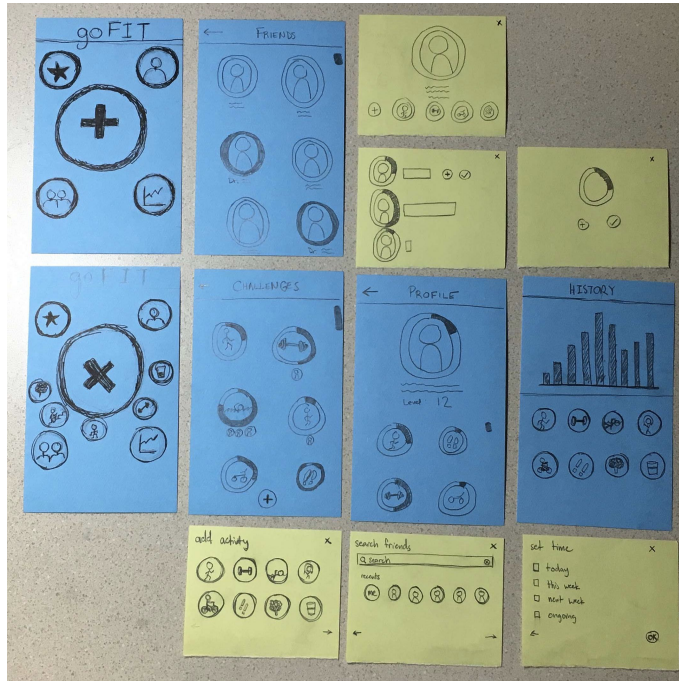 goFIT
FRIENDS
x
x
x
goFIT
CHALLENGES
PROFILE
Level 12
HISTORY
add activity x
search friends x
search
recents
me
set time x
today
this week
next week
ongoing
OK